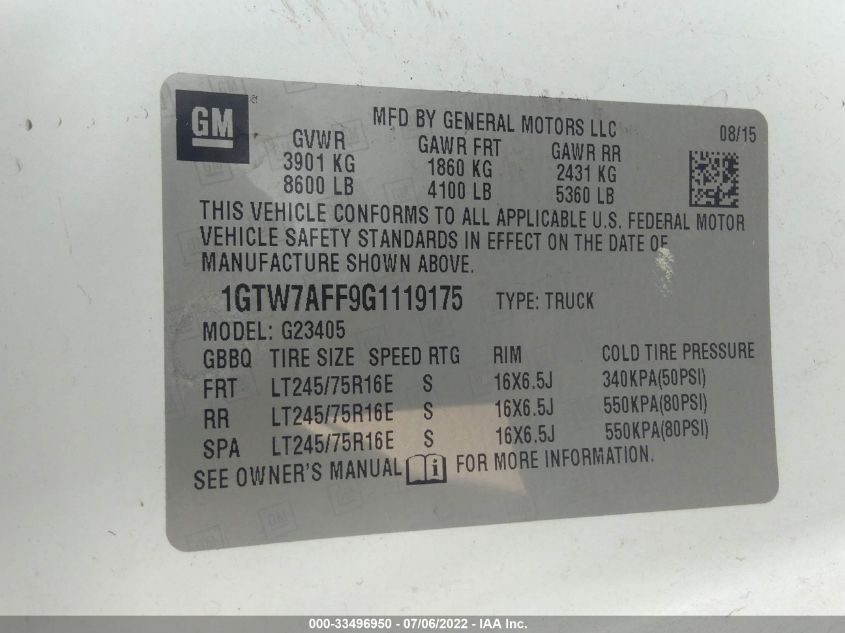 GM ®
MFD BY GENERAL MOTORS LLC 08/15
GVWR GAWR FRT GAWR RR
3901 KG 1860 KG 2431 KG
8600 LB 4100 LB 5360 LB
THIS VEHICLE CONFORMS TO ALL APPLICABLE U.S. FEDERAL MOTOR
VEHICLE SAFETY STANDARDS IN EFFECT ON THE DATE OF
MANUFACTURE SHOWN ABOVE.
1GTW7AFF9G1119175 TYPE: TRUCK
MODEL: G23405
GBBQ TIRE SIZE SPEED RTG RIM COLD TIRE PRESSURE
FRT LT245/75R16E S 16X6.5J 340KPA(50PSI)
RR LT245/75R16E S 16X6.5J 550KPA(80PSI)
SPA LT245/75R16E S 16X6.5J 550KPA(80PSI)
SEE OWNER'S MANUAL i FOR MORE INFORMATION.
000-33496950 - 07/06/2022 - IAA Inc.